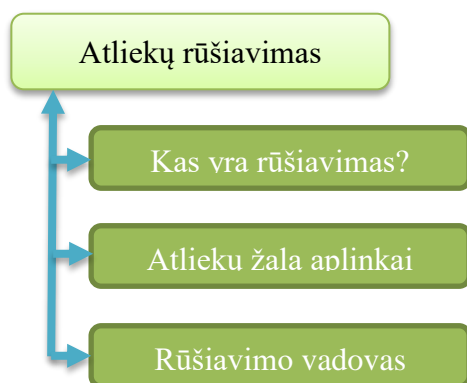 Atliekų rūšiavimas
Kas yra rūšiavimas?
Atliekų žala aplinkai
Rūšiavimo vadovas